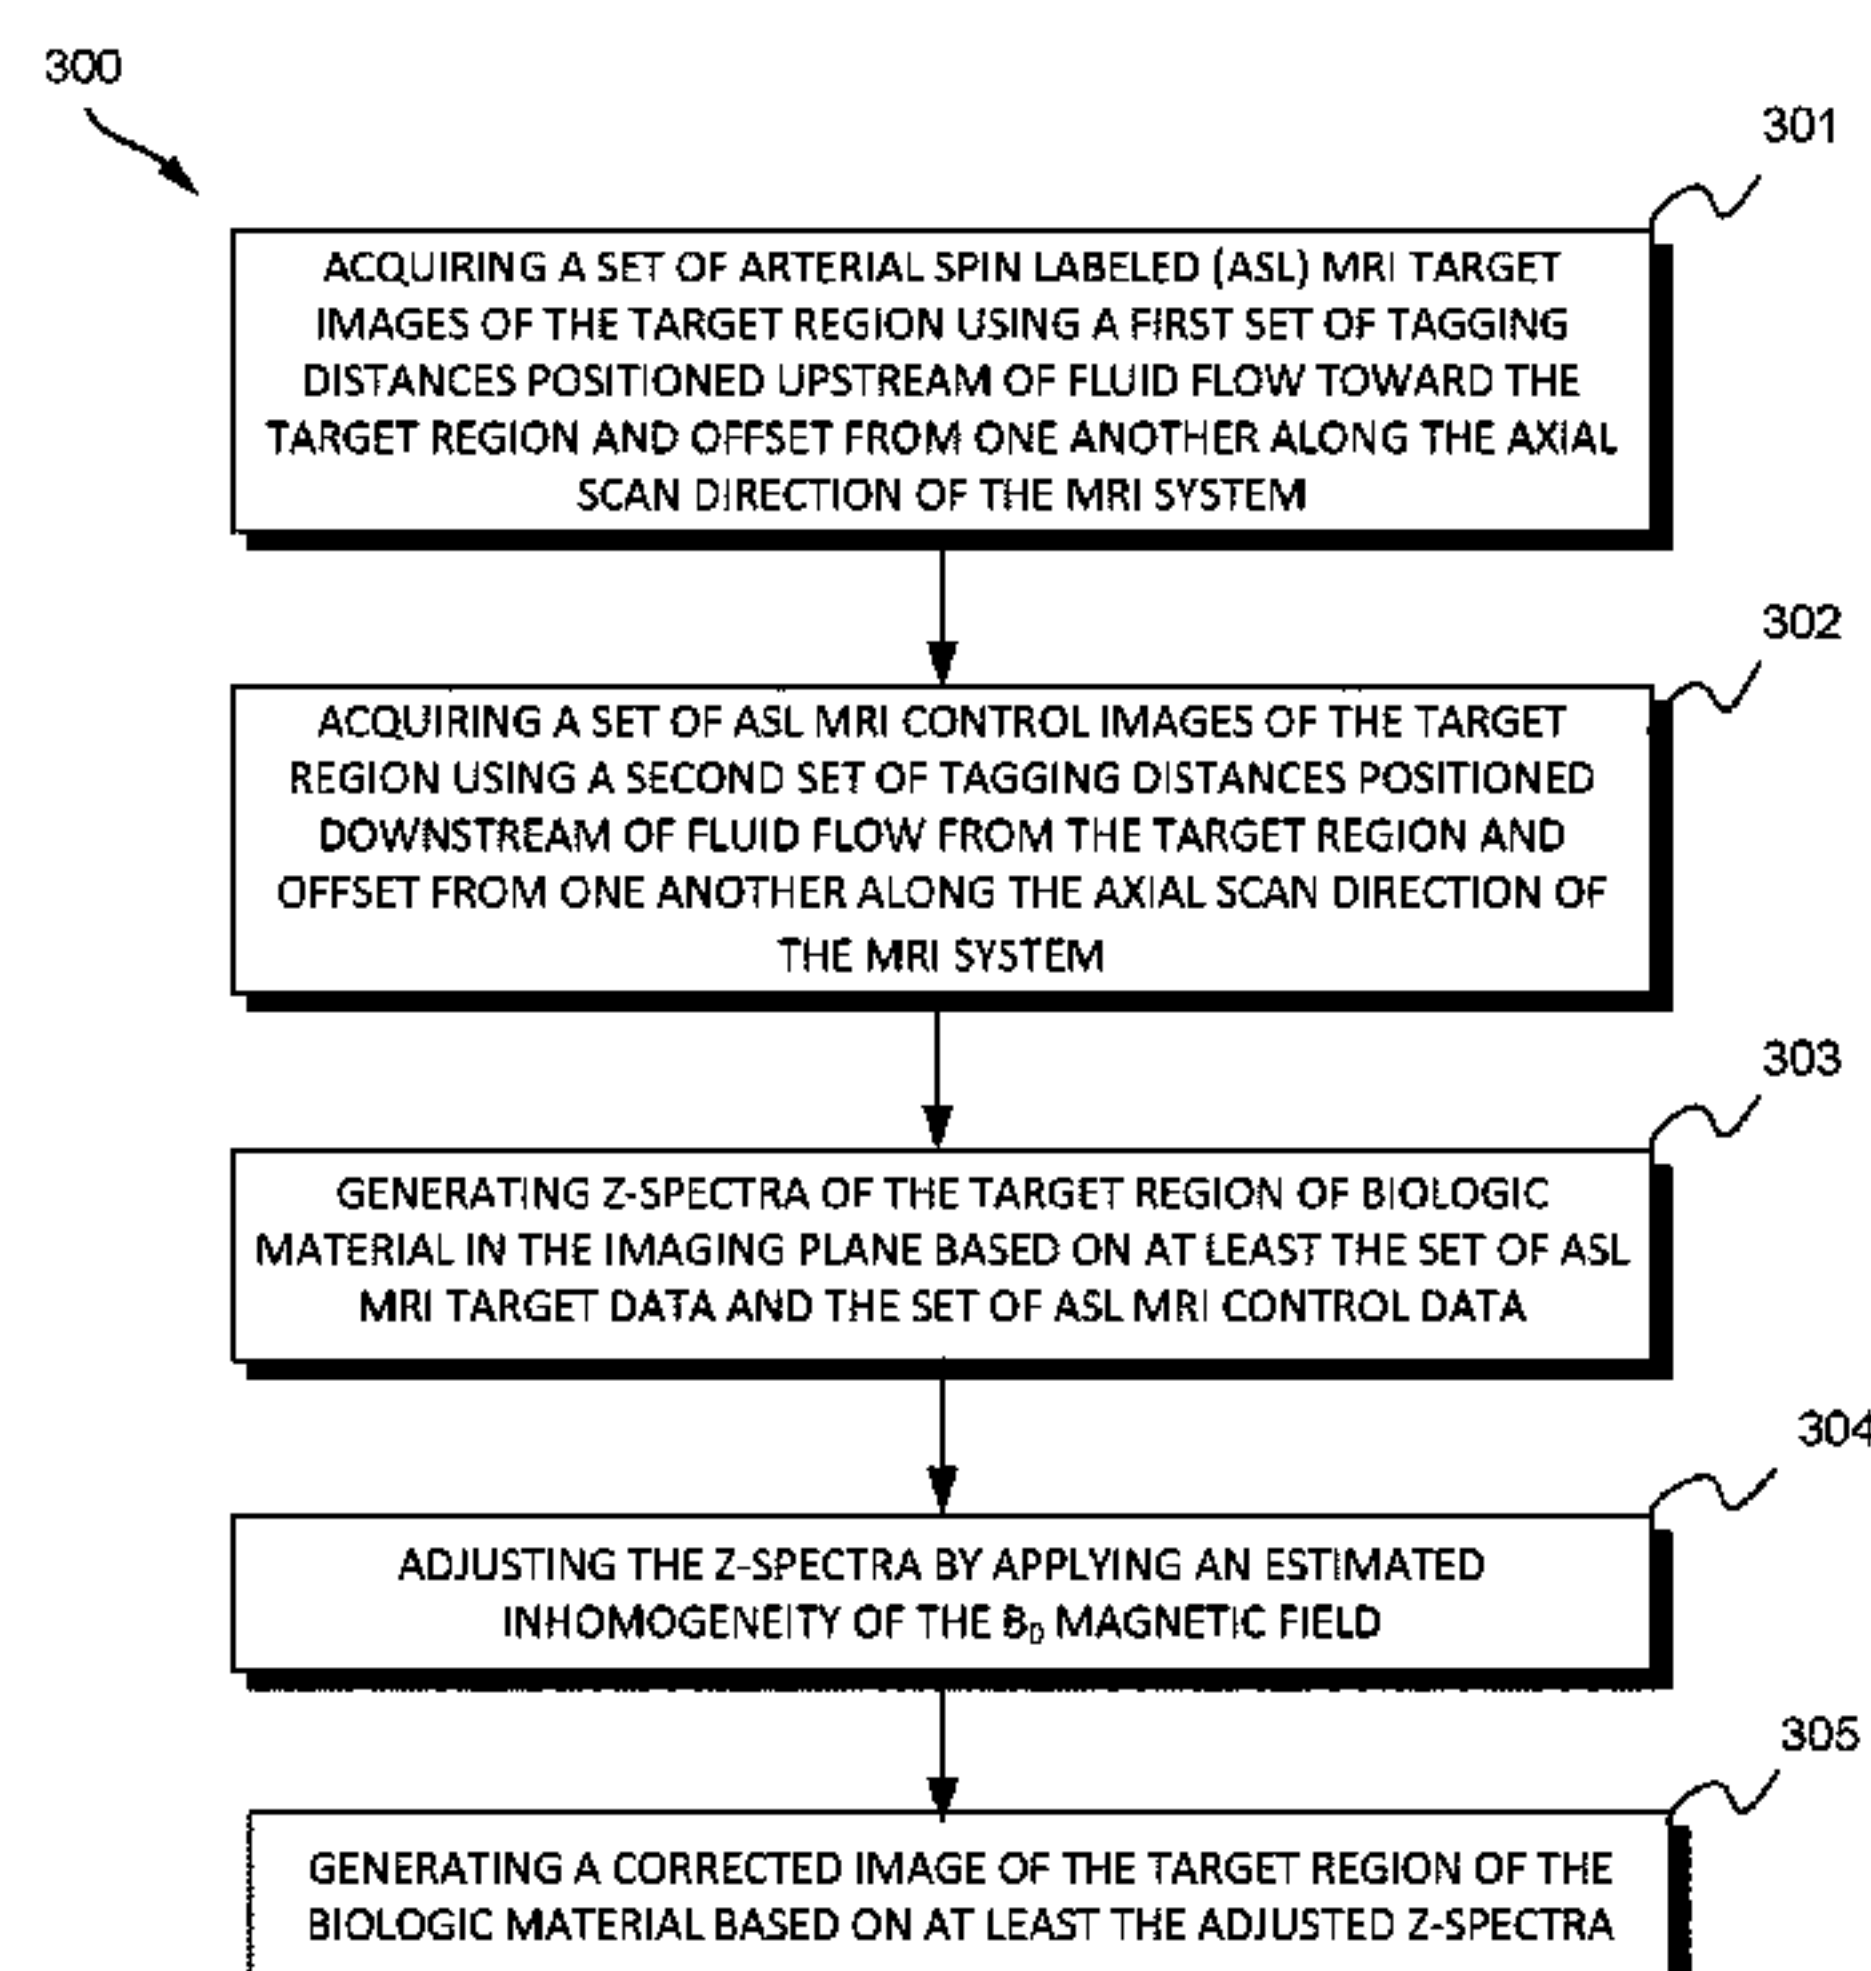 300
301
ACQUIRING A SET OF ARTERIAL SPIN LABELED (ASL) MRI TARGET
IMAGES OF THE TARGET REGION USING A FIRST SET OF TAGGING
DISTANCES POSITIONED UPSTREAM OF FLUID FLOW TOWARD THE
TARGET REGION AND OFFSET FROM ONE ANOTHER ALONG THE AXIAL
SCAN DIRECTION OF THE MRI SYSTEM
302
ACQUIRING A SET OF ASL MRI CONTROL IMAGES OF THE TARGET
REGION USING A SECOND SET OF TAGGING DISTANCES POSITIONED
DOWNSTREAM OF FLUID FLOW FROM THE TARGET REGION AND
OFFSET FROM ONE ANOTHER ALONG THE AXIAL SCAN DIRECTION OF
THE MRI SYSTEM
303
GENERATING Z-SPECTRA OF THE TARGET REGION OF BIOLOGIC
MATERIAL IN THE IMAGING PLANE BASED ON AT LEAST THE SET OF ASL
MRI TARGET DATA AND THE SET OF ASL MRI CONTROL DATA
304
ADJUSTING THE Z-SPECTRA BY APPLYING AN ESTIMATED
INHOMOGENEITY OF THE B₀ MAGNETIC FIELD
305
GENERATING A CORRECTED IMAGE OF THE TARGET REGION OF THE
BIOLOGIC MATERIAL BASED ON AT LEAST THE ADJUSTED Z-SPECTRA